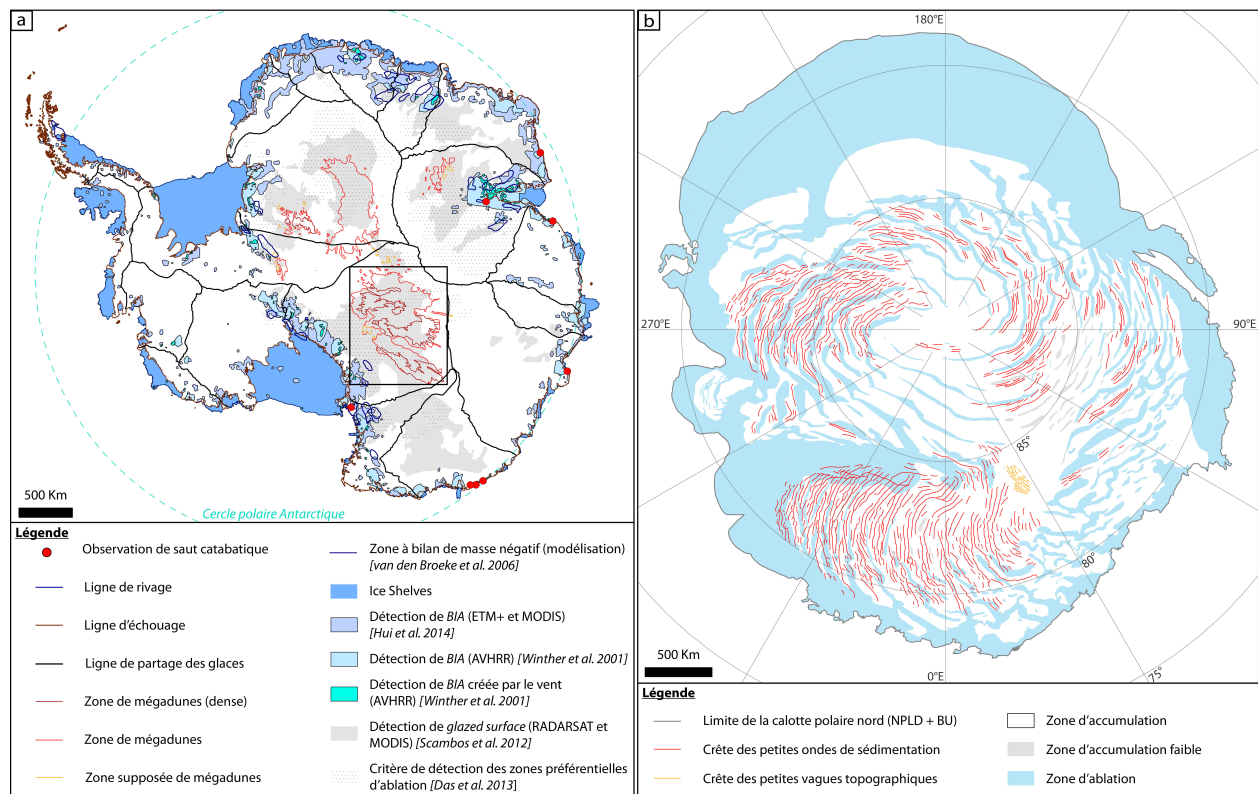 a
500 Km
Cercle polaire Antarctique
Légende
Observation de saut catabatique
Ligne de rivage
Ligne d'échouage
Ligne de partage des glaces
Zone de mégadunes (dense)
Zone de mégadunes
Zone supposée de mégadunes
Zone à bilan de masse négatif (modélisation)
[van den Broeke et al. 2006]
Ice Shelves
Détection de BIA (ETM+ et MODIS)
[Hui et al. 2014]
Détection de BIA (AVHRR) [Winther et al. 2001]
Détection de BIA créée par le vent
(AVHRR) [Winther et al. 2001]
Détection de glazed surface (RADARSAT et
MODIS) [Scambos et al. 2012]
Critère de détection des zones préférentielles
d'ablation [Das et al. 2013]
b
180°E
270°E
90°E
85°
80°
75°
0°E
500 Km
Légende
Limite de la calotte polaire nord (NPLD + BU)
Crête des petites ondes de sédimentation
Crête des petites vagues topographiques
Zone d'accumulation
Zone d'accumulation faible
Zone d'ablation